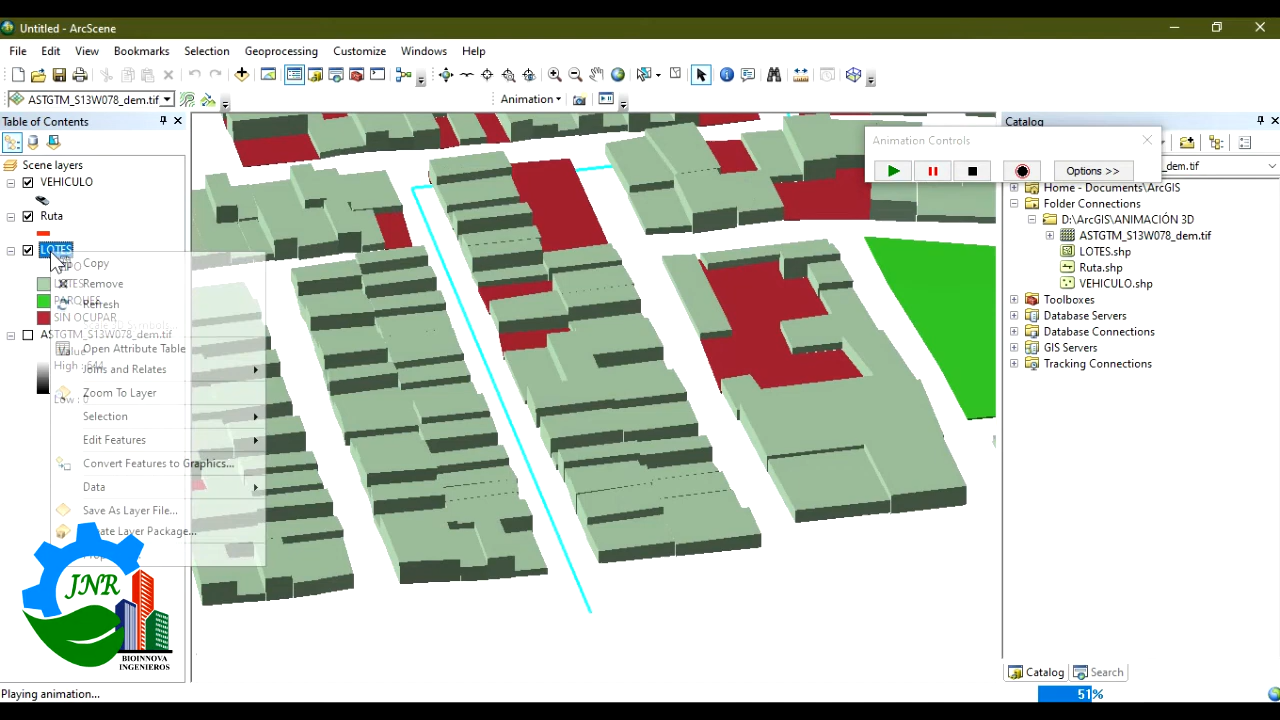 Untitled - ArcScene
File Edit View Bookmarks Selection Geoprocessing Customize Windows Help
ASTGTM_S13W078_dem.tif
Animation
Table of Contents
Scene layers
VEHICULO
Ruta
LOTES
TIPO
LOTES
PARQUES
SIN OCUPAR
ASTGTM_S13W078_dem.tif
Value
High : 644
Low : 0
Copy
Remove
Refresh
Open Attribute Table
Joins and Relates
Zoom To Layer
Selection
Edit Features
Convert Features to Graphics...
Data
Save As Layer File...
Create Layer Package...
JNR
BIOINNOVA
INGENIEROS
Animation Controls
Options >>
Catalog
_dem.tif
Home - Documents\ArcGIS
Folder Connections
D:\ArcGIS\ANIMACIÓN 3D
ASTGTM_S13W078_dem.tif
LOTES.shp
Ruta.shp
VEHICULO.shp
Toolboxes
Database Servers
Database Connections
GIS Servers
Tracking Connections
Catalog Search
Playing animation...
51%